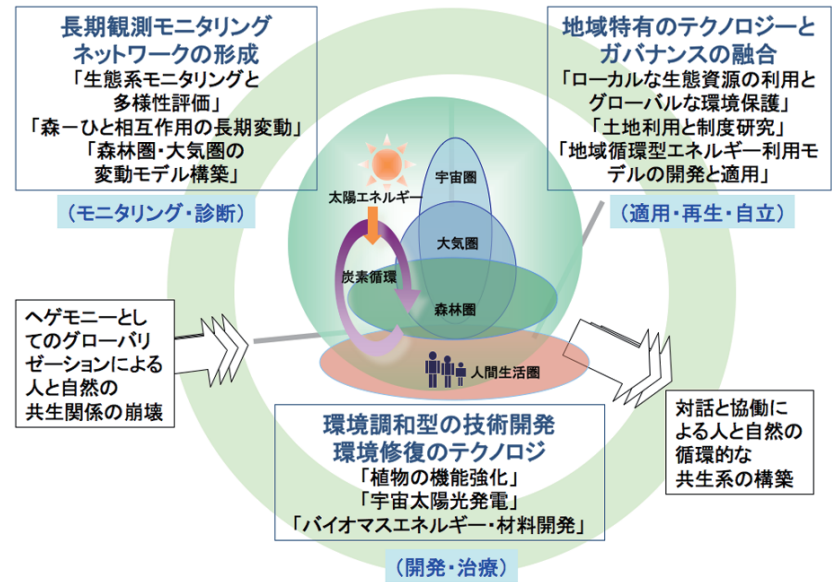 長期観測モニタリング
ネットワークの形成
「生態系モニタリングと
多様性評価」
「森ーひと相互作用の長期変動」
「森林圏・大気圏の
変動モデル構築」
(モニタリング・診断)
地域特有のテクノロジーと
ガバナンスの融合
「ローカルな生態資源の利用と
グローバルな環境保護」
「土地利用と制度研究」
「地域循環型エネルギー利用モ
デルの開発と適用」
(適用・再生・自立)
太陽エネルギー
宇宙圏
大気圏
炭素循環
森林圏
人間生活圏
ヘゲモニーとし
てのグローバリ
ゼーションによる
人と自然の
共生関係の崩壊
対話と協働に
よる人と自然の
循環的な
共生系の構築
環境調和型の技術開発
環境修復のテクノロジ
「植物の機能強化」
「宇宙太陽光発電」
「バイオマスエネルギー・材料開発」
(開発・治療)